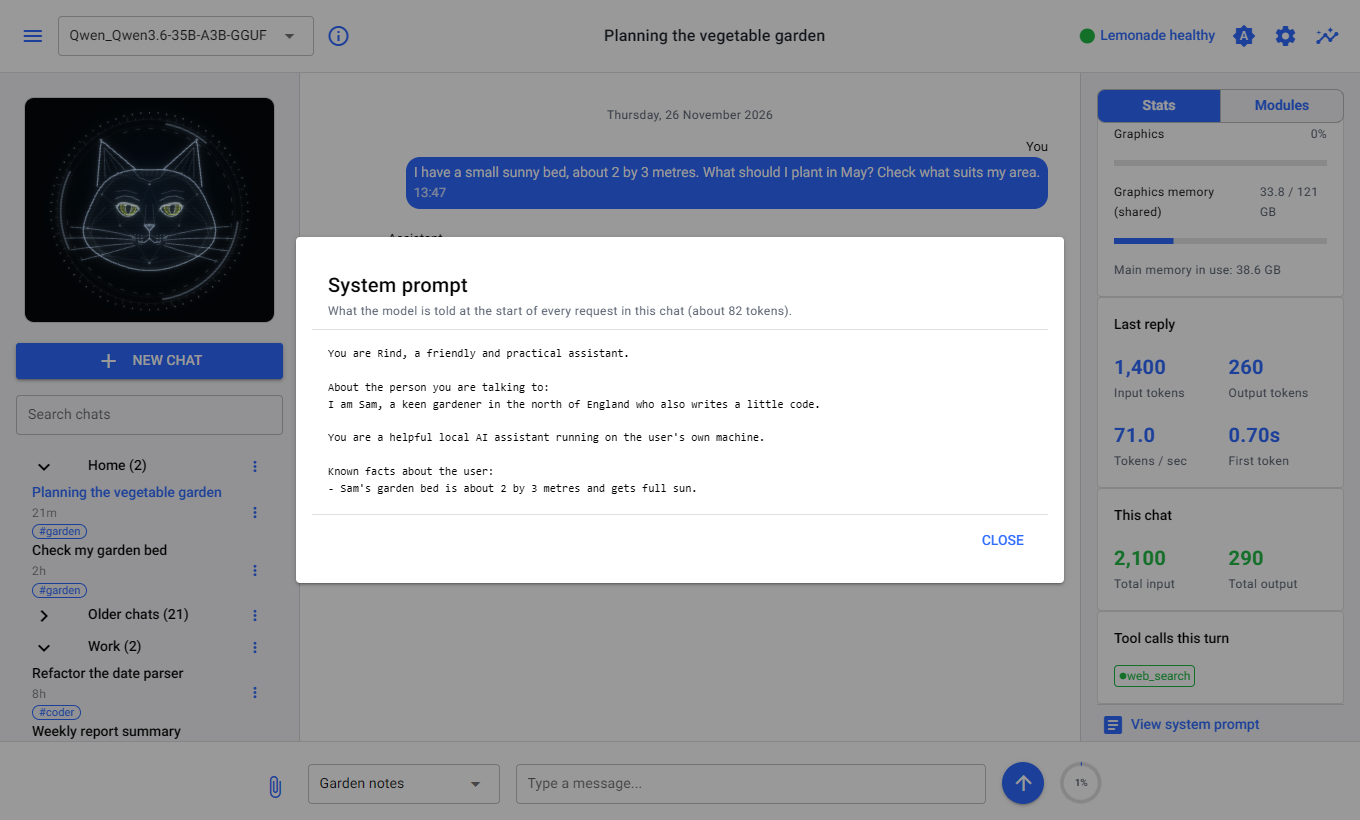 Qwen_Qwen3.6-35B-A3B-GGUF
Planning the vegetable garden
Lemonade healthy
A
NEW CHAT
Search chats
Home (2)
Planning the vegetable garden
21m
#garden
Check my garden bed
2h
#garden
Older chats (21)
Work (2)
Refactor the date parser
8h
#coder
Weekly report summary
Thursday, 26 November 2026
You
I have a small sunny bed, about 2 by 3 metres. What should I plant in May? Check what suits my area.
13:47
Assistant
System prompt
What the model is told at the start of every request in this chat (about 82 tokens).
You are Rind, a friendly and practical assistant.
About the person you are talking to:
I am Sam, a keen gardener in the north of England who also writes a little code.
You are a helpful local AI assistant running on the user's own machine.
Known facts about the user:
- Sam's garden bed is about 2 by 3 metres and gets full sun.
CLOSE
Stats
Modules
Graphics 0%
Graphics memory 33.8 / 121
(shared) GB
Main memory in use: 38.6 GB
Last reply
1,400 260
Input tokens Output tokens
71.0 0.70s
Tokens / sec First token
This chat
2,100 290
Total input Total output
Tool calls this turn
web_search
View system prompt
Garden notes
Type a message...
1%